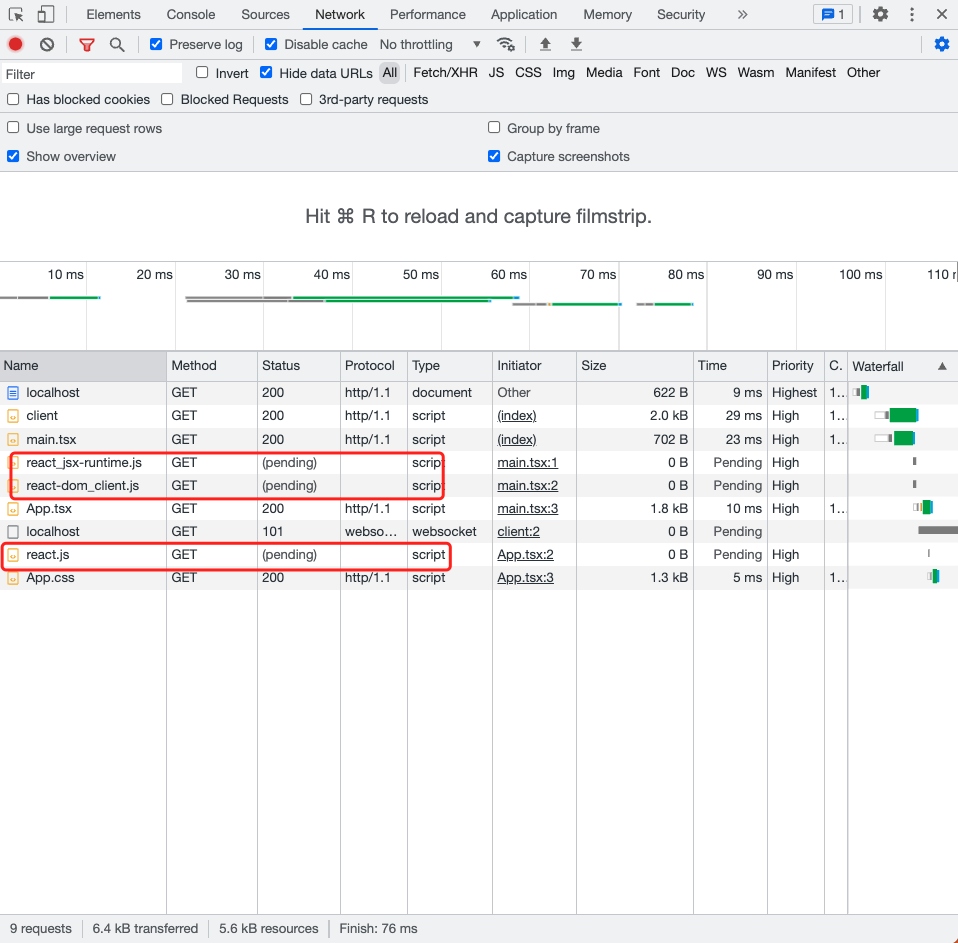 Elements Console Sources Network Performance Application Memory Security » 1
Preserve log Disable cache No throttling
Filter Invert Hide data URLs All Fetch/XHR JS CSS Img Media Font Doc WS Wasm Manifest Other
Has blocked cookies Blocked Requests 3rd-party requests
Use large request rows Group by frame
Show overview Capture screenshots
Hit ⌘ R to reload and capture filmstrip.
10 ms 20 ms 30 ms 40 ms 50 ms 60 ms 70 ms 80 ms 90 ms 100 ms 110
Name Method Status Protocol Type Initiator Size Time Priority C. Waterfall ▲
localhost GET 200 http/1.1 document Other 622 B 9 ms Highest 1...
client GET 200 http/1.1 script (index) 2.0 kB 29 ms High 1...
main.tsx GET 200 http/1.1 script (index) 702 B 23 ms High 1...
react_jsx-runtime.js GET (pending) script main.tsx:1 0 B Pending High
react-dom_client.js GET (pending) script main.tsx:2 0 B Pending High
App.tsx GET 200 http/1.1 script main.tsx:3 1.8 kB 10 ms High 1...
localhost GET 101 webso... websocket client:2 0 B Pending
react.js GET (pending) script App.tsx:2 0 B Pending High
App.css GET 200 http/1.1 script App.tsx:3 1.3 kB 5 ms High 1...
9 requests 6.4 kB transferred 5.6 kB resources Finish: 76 ms